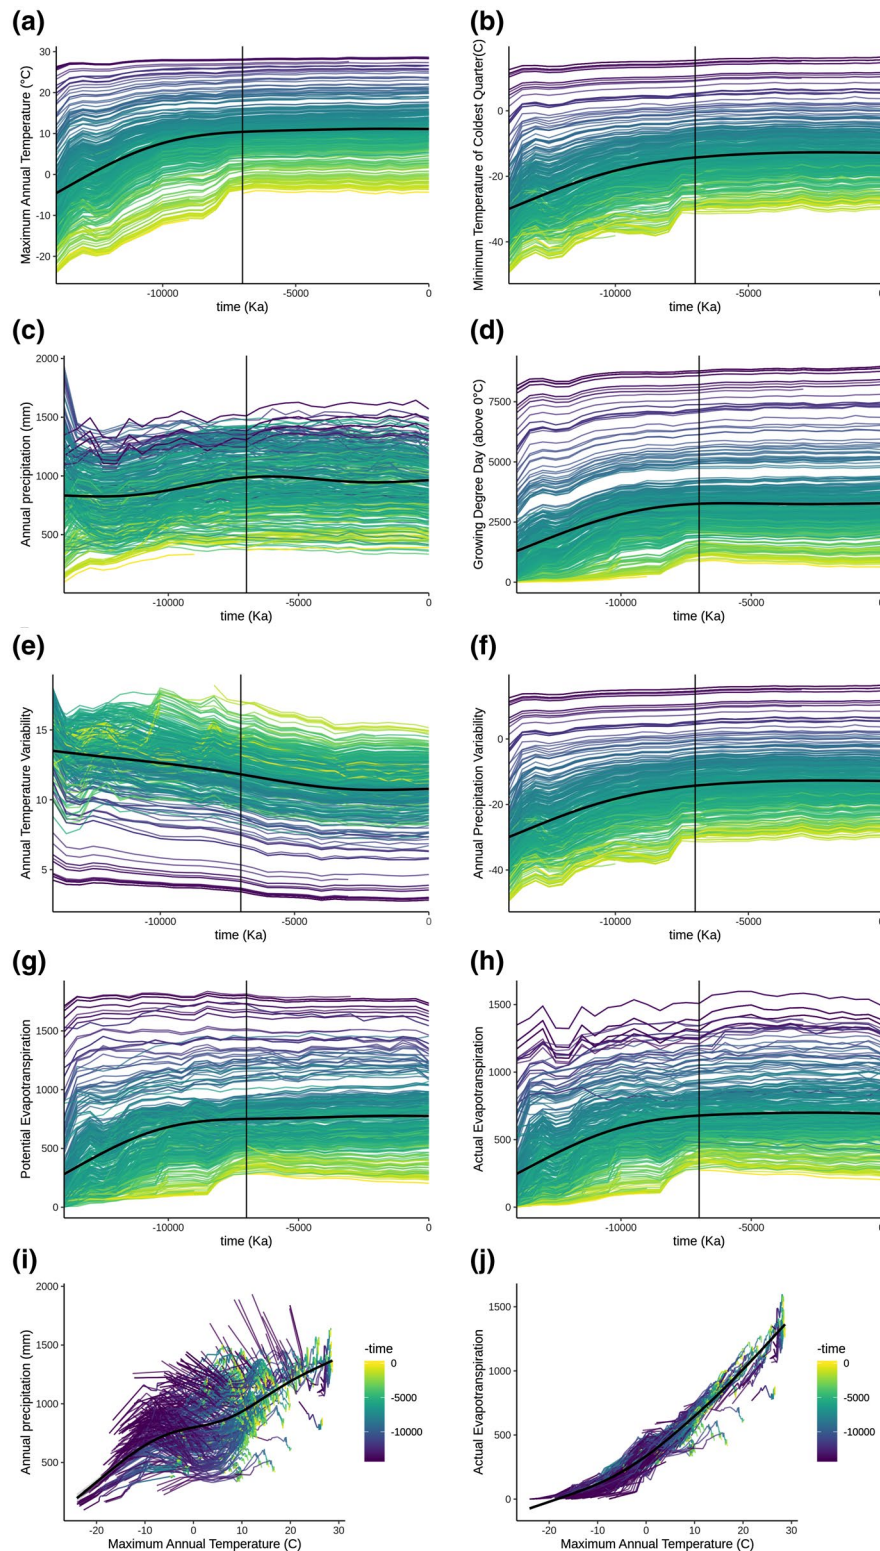 (a)
Maximum Annual Temperature (°C)
30
20
10
0
-10
-20
-10000
-5000
0
time (Ka)
(b)
Minimum Temperature of Coldest Quarter(C)
0
-20
-40
-10000
-5000
0
time (Ka)
(c)
Annual precipitation (mm)
2000
1500
1000
500
-10000
-5000
0
time (Ka)
(d)
Growing Degree Day (above 0°C)
7500
5000
2500
0
-10000
-5000
0
time (Ka)
(e)
Annual Temperature Variability
15
10
5
-10000
-5000
0
time (Ka)
(f)
Annual Precipitation Variability
0
-20
-40
-10000
-5000
0
time (Ka)
(g)
Potential Evapotranspiration
1500
1000
500
0
-10000
-5000
0
time (Ka)
(h)
Actual Evapotranspiration
1500
1000
500
0
-10000
-5000
0
time (Ka)
(i)
Annual precipitation (mm)
2000
1500
1000
500
-20
-10
0
10
20
30
Maximum Annual Temperature (C)
-time
0
-5000
-10000
(j)
Actual Evapotranspiration
1500
1000
500
0
-20
-10
0
10
20
30
Maximum Annual Temperature (C)
-time
0
-5000
-10000